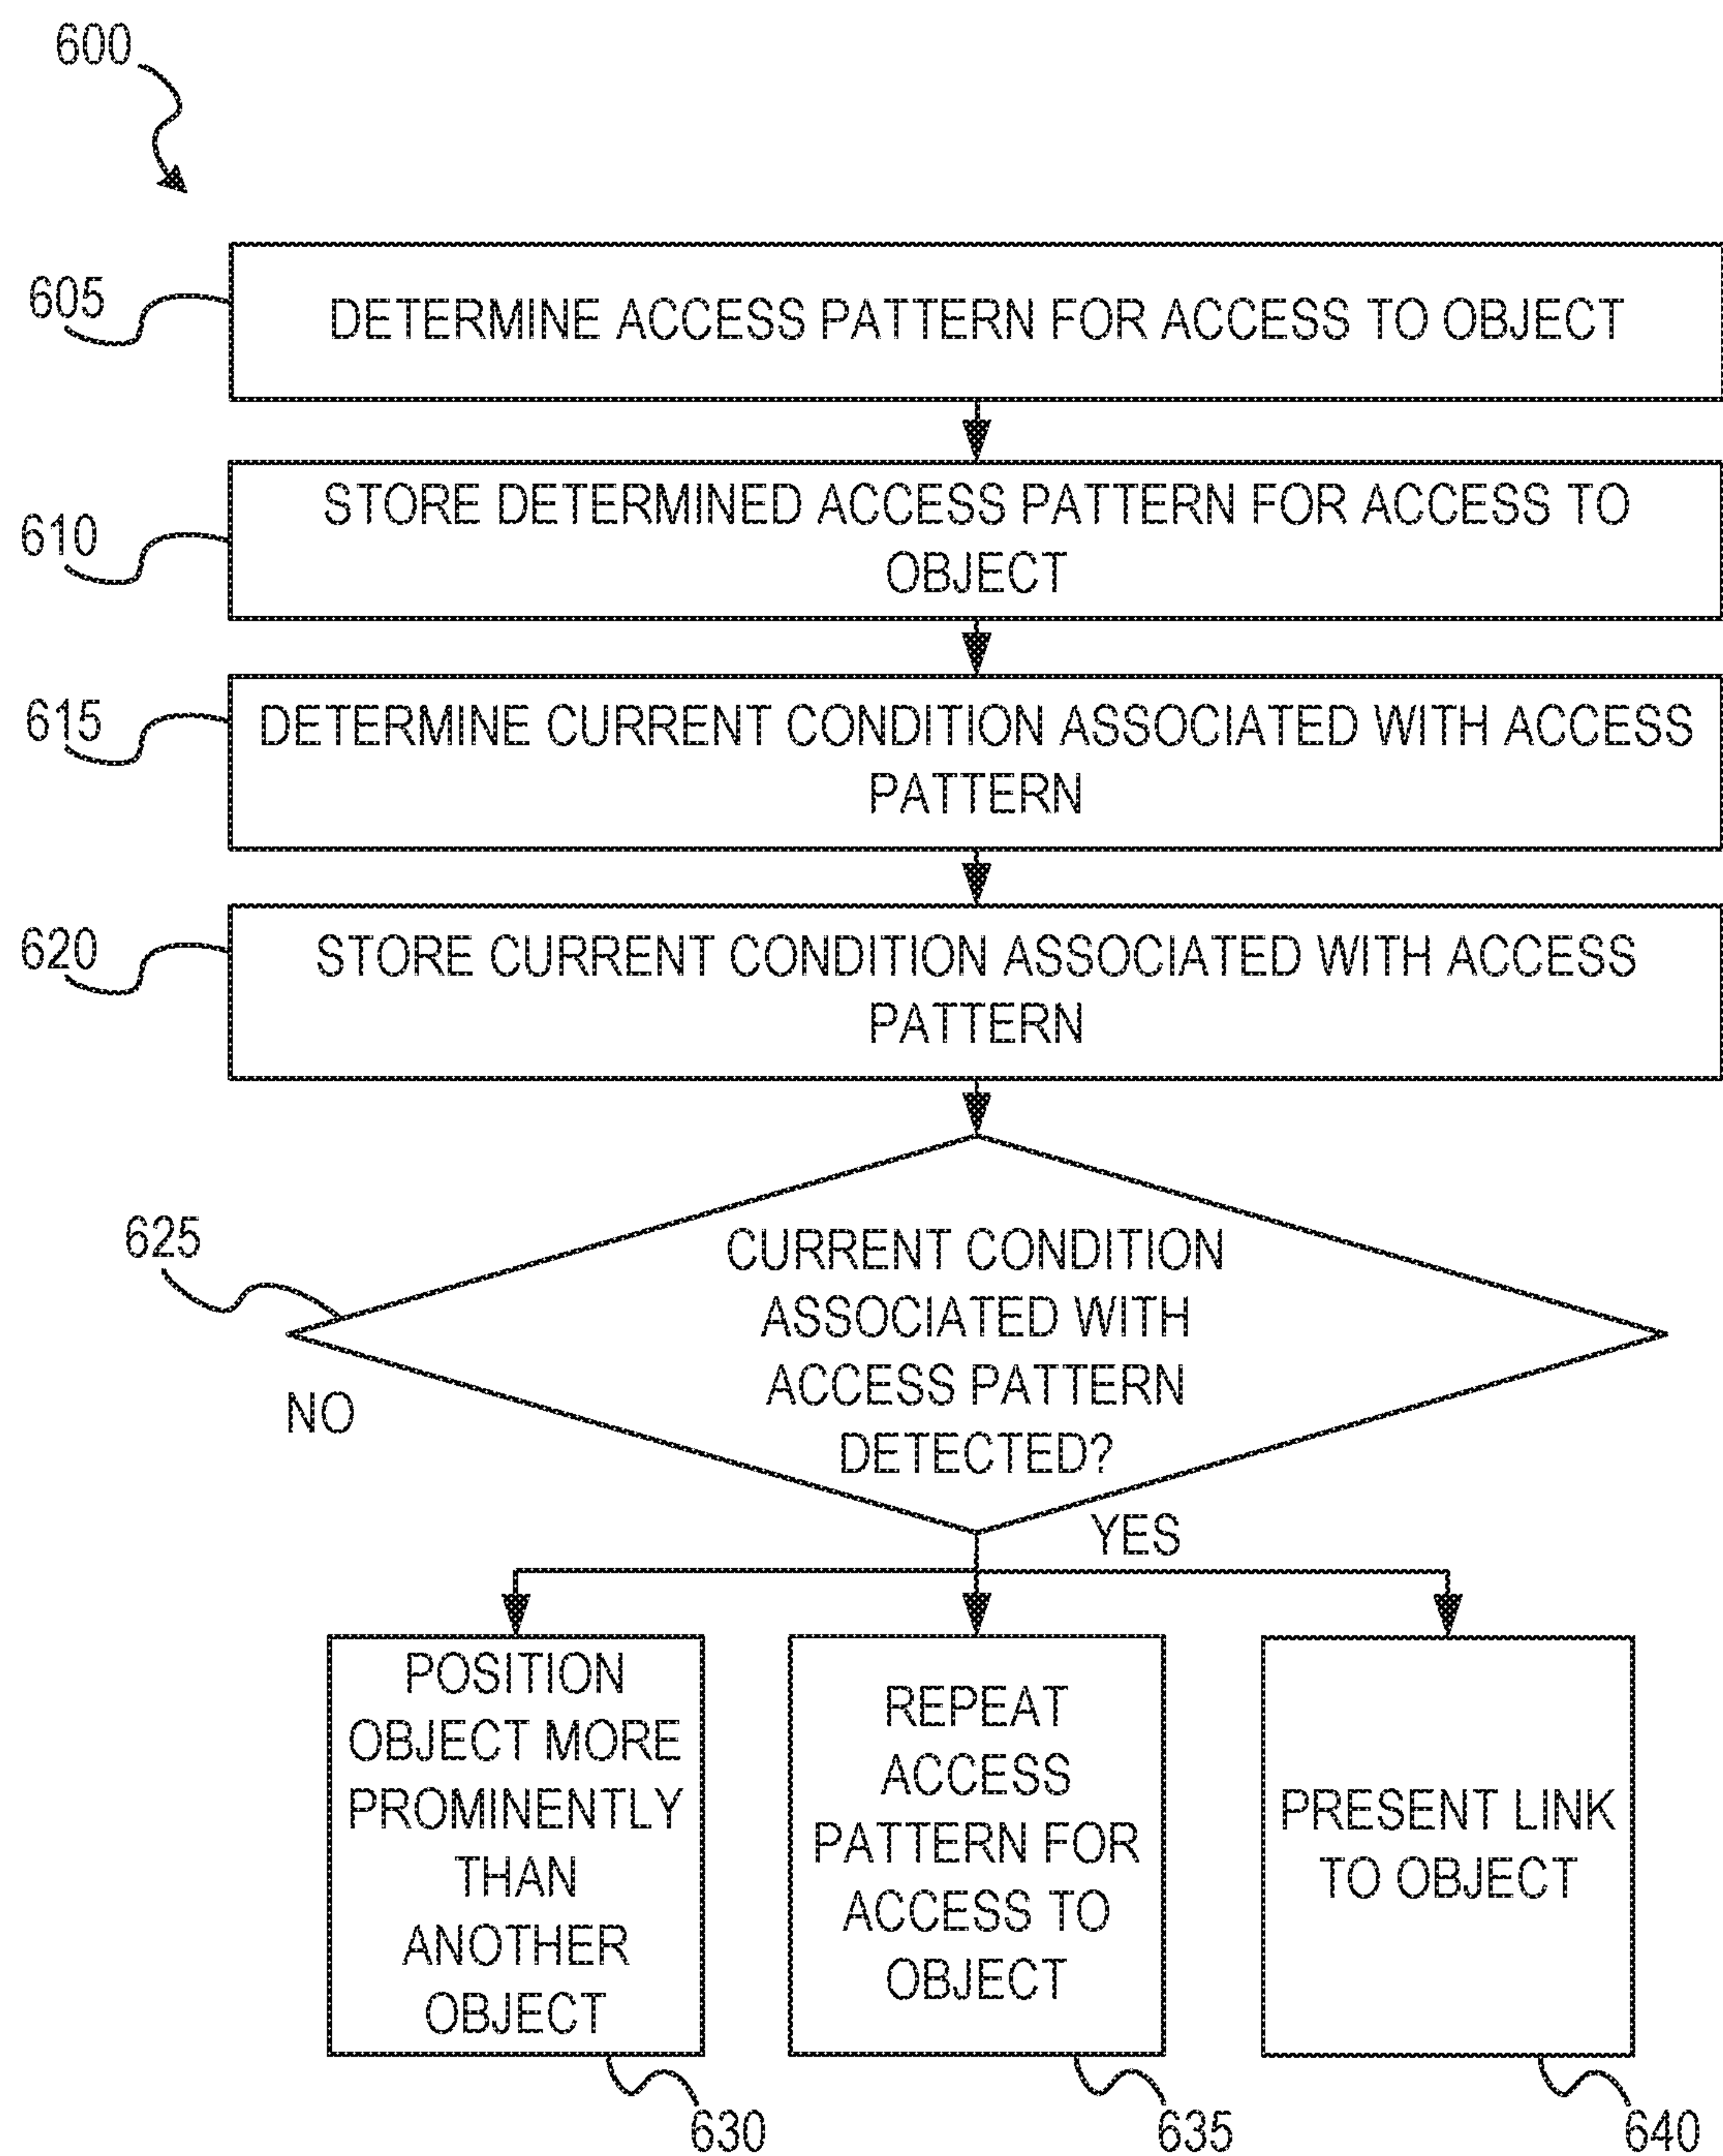 600
605
DETERMINE ACCESS PATTERN FOR ACCESS TO OBJECT
610
STORE DETERMINED ACCESS PATTERN FOR ACCESS TO
OBJECT
615
DETERMINE CURRENT CONDITION ASSOCIATED WITH ACCESS
PATTERN
620
STORE CURRENT CONDITION ASSOCIATED WITH ACCESS
PATTERN
625
CURRENT CONDITION
ASSOCIATED WITH
ACCESS PATTERN
DETECTED?
NO
YES
POSITION
OBJECT MORE
PROMINENTLY
THAN
ANOTHER
OBJECT
630
REPEAT
ACCESS
PATTERN FOR
ACCESS TO
OBJECT
635
PRESENT LINK
TO OBJECT
640